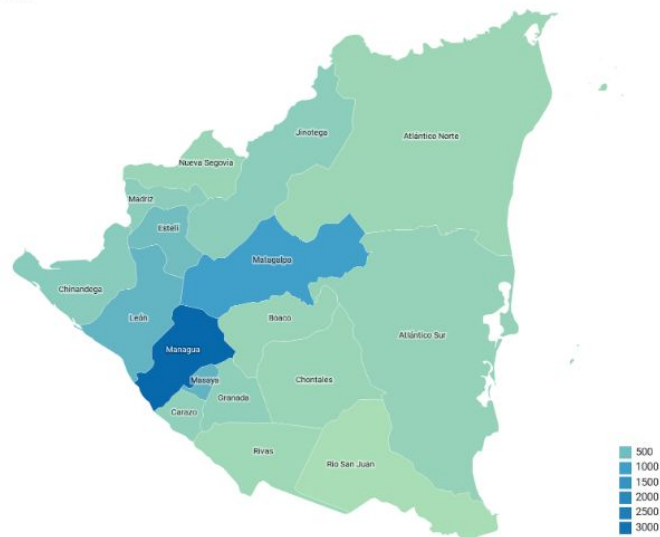 Jinotega
Atlántico Norte
Nueva Segovia
Madriz
Estelí
Matagalpa
Chinandega
León
Boaco
Atlántico Sur
Managua
Masaya
Chontales
Granada
Carazo
Rivas
Río San Juan
500
1000
1500
2000
2500
3000